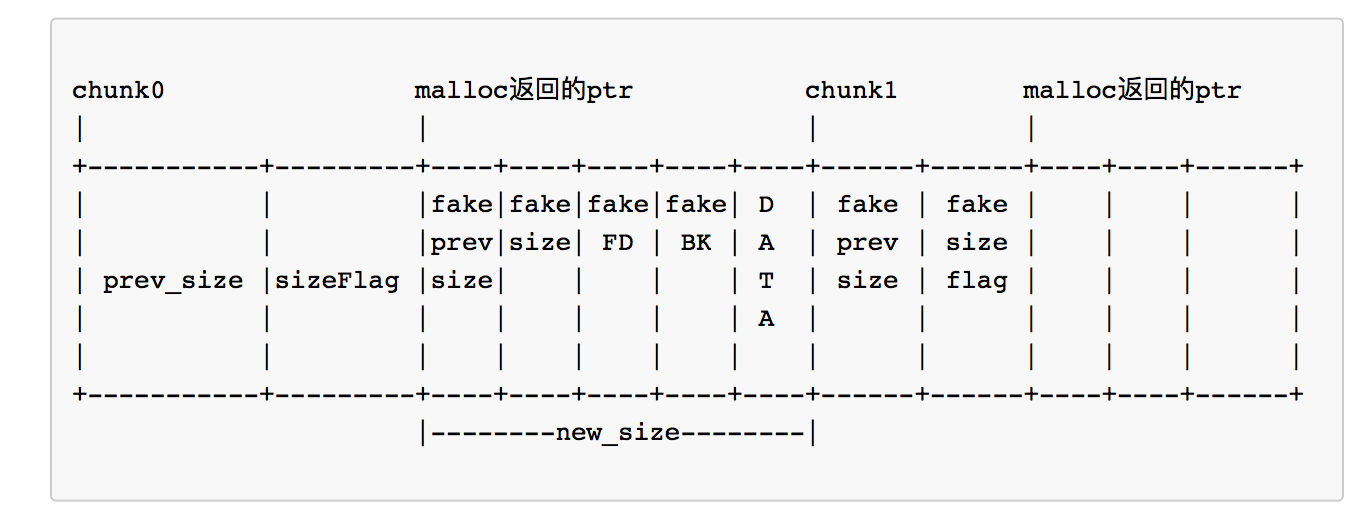 chunk0                malloc返回的ptr           chunk1        malloc返回的ptr
|                     |                        |             |
+-----------+---------+----+----+----+----+----+------+------+----+----+------+
|           |         |fake|fake|fake|fake| D  | fake | fake |    |    |      |
|           |         |prev|size| FD | BK | A  | prev | size |    |    |      |
| prev_size |sizeFlag |size|    |    |    | T  | size | flag |    |    |      |
|           |         |    |    |    |    | A  |      |      |    |    |      |
|           |         |    |    |    |    |    |      |      |    |    |      |
+-----------+---------+----+----+----+----+----+------+------+----+----+------+
                      |--------new_size--------|